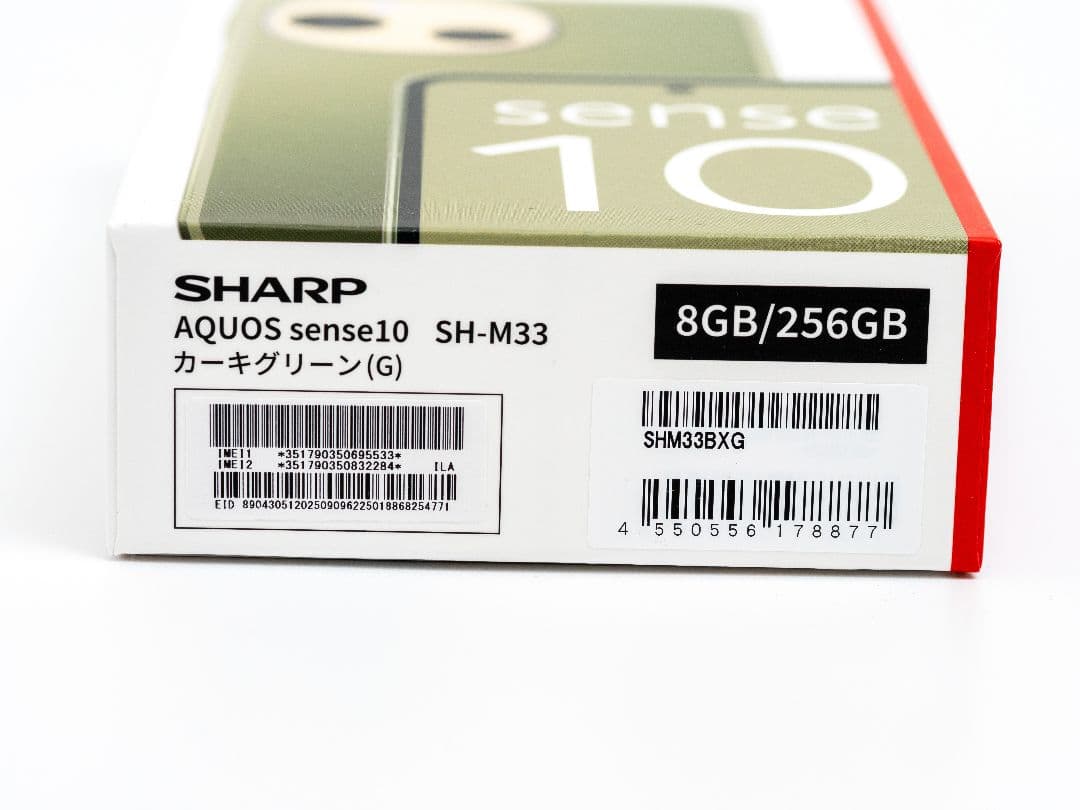 sense
10
SHARP
AQUOS sense10 SH-M33
カーキグリーン(G)
8GB/256GB
IMEI1 *351790350695533*
IMEI2 *351790350832284* ILA
EID 89043051202509096225018868254771
SHM33BXG
4 550556 178877